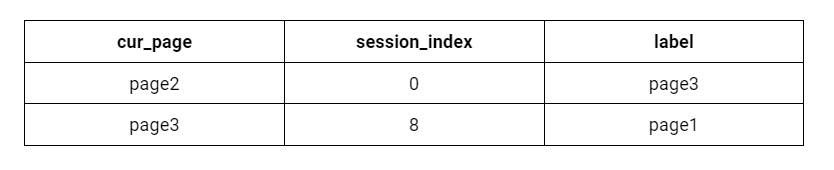 cur_page session_index label
page2 0 page3
page3 8 page1